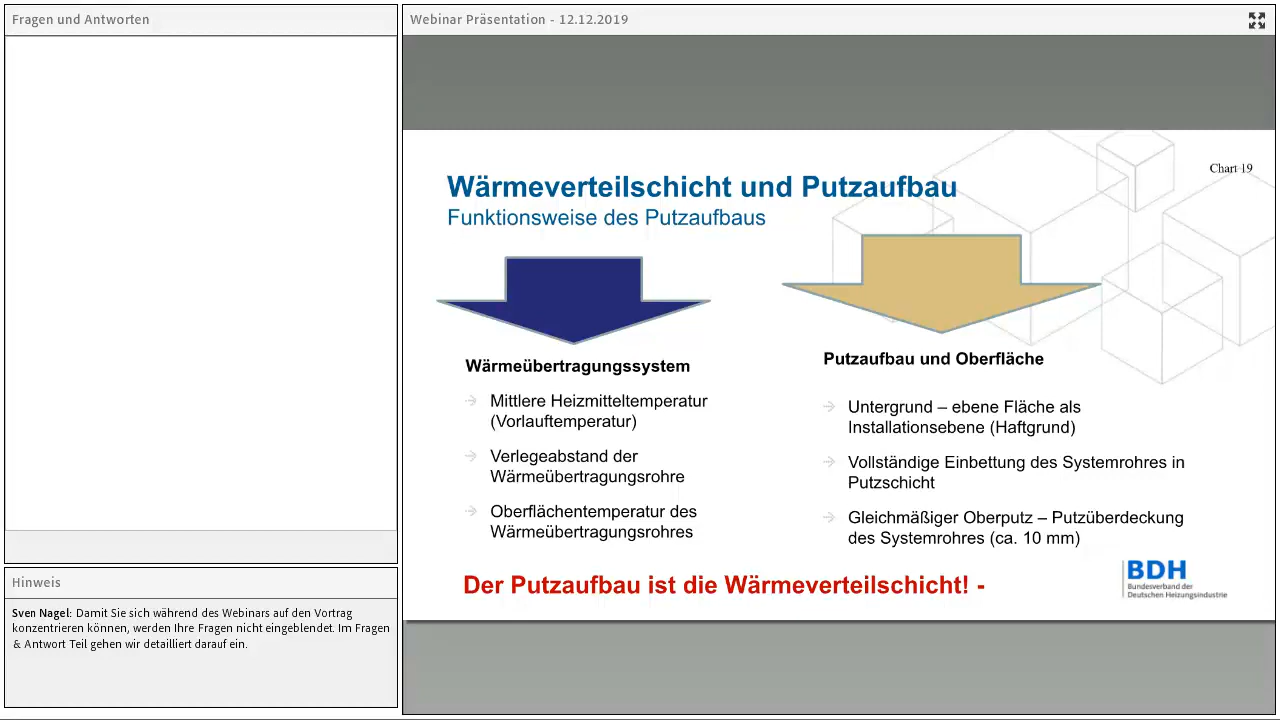 Fragen und Antworten
Hinweis
Sven Nagel: Damit Sie sich während des Webinars auf den Vortrag
konzentrieren können, werden Ihre Fragen nicht eingeblendet. Im Fragen
& Antwort Teil gehen wir detailliert darauf ein.
Webinar Präsentation - 12.12.2019
Chart 19
Wärmeverteilschicht und Putzaufbau
Funktionsweise des Putzaufbaus
Wärmeübertragungssystem
Mittlere Heizmitteltemperatur
(Vorlauftemperatur)
Verlegeabstand der
Wärmeübertragungsrohre
Oberflächentemperatur des
Wärmeübertragungsrohres
Putzaufbau und Oberfläche
Untergrund – ebene Fläche als
Installationsebene (Haftgrund)
Vollständige Einbettung des Systemrohres in
Putzschicht
Gleichmäßiger Oberputz – Putzüberdeckung
des Systemrohres (ca. 10 mm)
Der Putzaufbau ist die Wärmeverteilschicht! -
BDH
Bundesverband der
Deutschen Heizungsindustrie